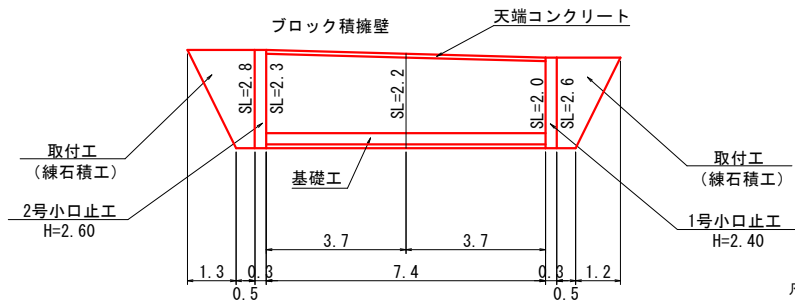 ブロック積擁壁
天端コンクリート
SL=2.8
SL=2.3
SL=2.2
SL=2.0
SL=2.6
取付工
(練石積工)
取付工
(練石積工)
基礎工
2号小口止工
H=2.60
1号小口止工
H=2.40
3.7
3.7
1.3
0.3
7.4
0.3
1.2
0.5
0.5